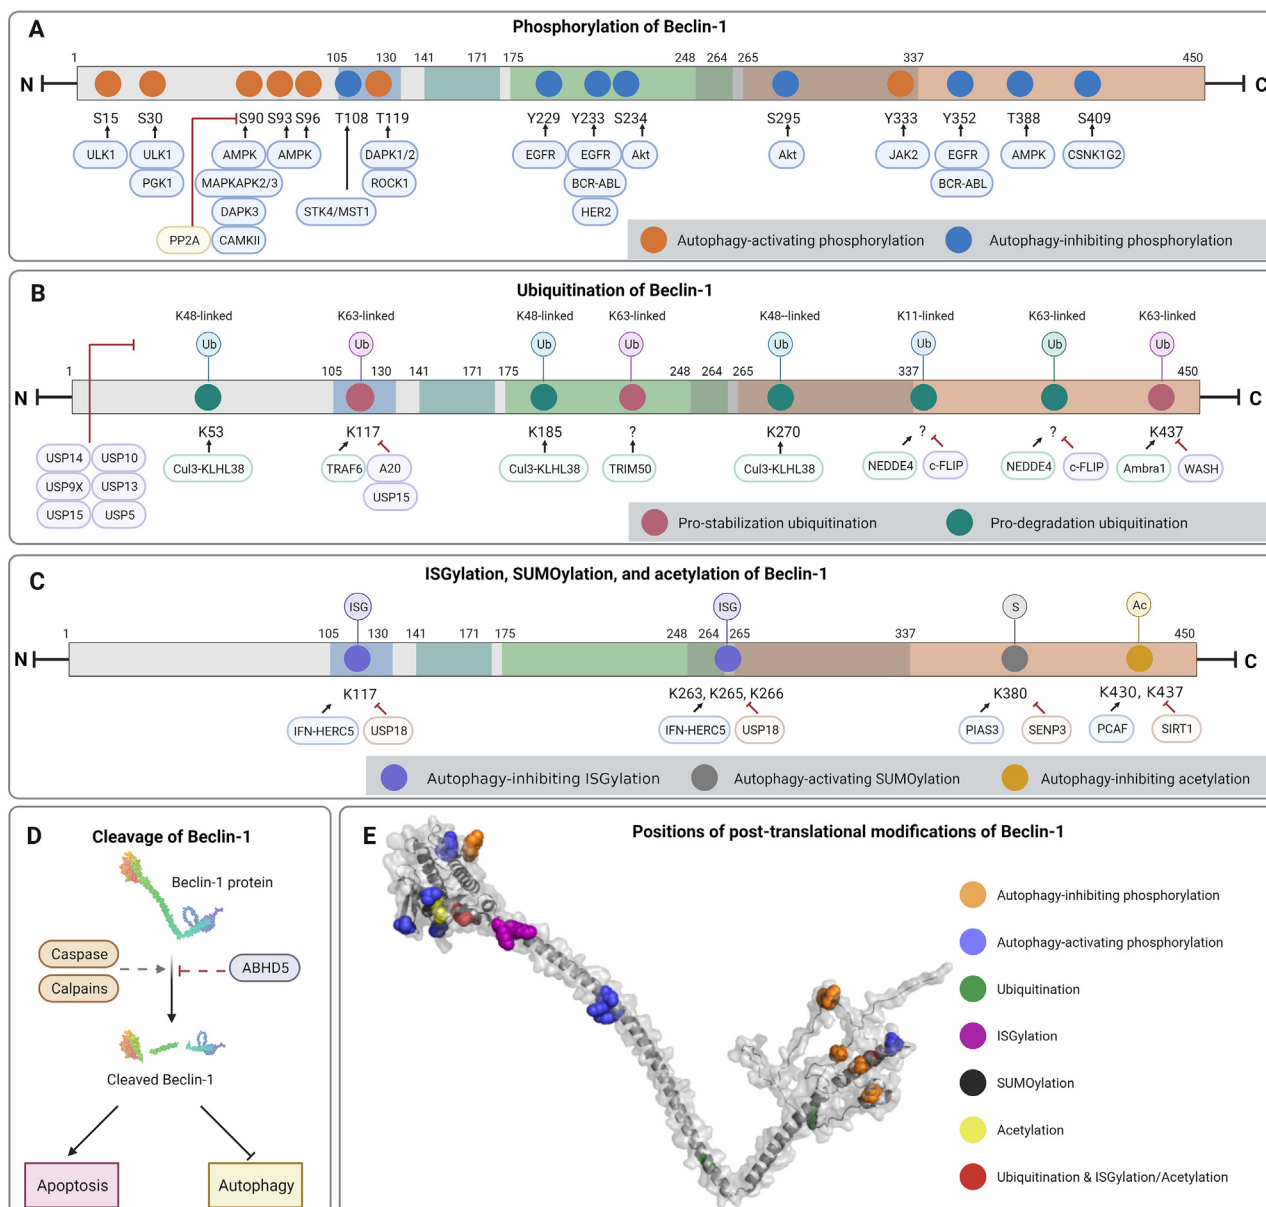 A
Phosphorylation of Beclin-1
1 105 130 141 171 175 248 264 265 337 450
N C
S15 S30 S90 S93 S96 T108 T119 Y229 Y233 S234 S295 Y333 Y352 T388 S409
ULK1 ULK1 AMPK AMPK DAPK1/2 EGFR EGFR Akt Akt JAK2 EGFR AMPK CSNK1G2
PGK1 MAPKAPK2/3 ROCK1 BCR-ABL BCR-ABL
DAPK3 STK4/MST1 HER2
PP2A CAMKII
Autophagy-activating phosphorylation Autophagy-inhibiting phosphorylation
B
Ubiquitination of Beclin-1
K48-linked K63-linked K48-linked K63-linked K48--linked K11-linked K63-linked K63-linked
Ub Ub Ub Ub Ub Ub Ub Ub
1 105 130 141 171 175 248 264 265 337 450
N C
K53 K117 K185 ? K270 ? ? K437
USP14 USP10 Cul3-KLHL38 TRAF6 A20 Cul3-KLHL38 TRIM50 Cul3-KLHL38 NEDDE4 c-FLIP NEDDE4 c-FLIP Ambra1 WASH
USP9X USP13 USP15
USP15 USP5
Pro-stabilization ubiquitination Pro-degradation ubiquitination
C
ISGylation, SUMOylation, and acetylation of Beclin-1
ISG ISG S Ac
1 105 130 141 171 175 248 264 265 337 450
N C
K117 K263, K265, K266 K380 K430, K437
IFN-HERC5 USP18 IFN-HERC5 USP18 PIAS3 SENP3 PCAF SIRT1
Autophagy-inhibiting ISGylation Autophagy-activating SUMOylation Autophagy-inhibiting acetylation
D
Cleavage of Beclin-1
Beclin-1 protein
Caspase
Calpains
ABHD5
Cleaved Beclin-1
Apoptosis Autophagy
E
Positions of post-translational modifications of Beclin-1
Autophagy-inhibiting phosphorylation
Autophagy-activating phosphorylation
Ubiquitination
ISGylation
SUMOylation
Acetylation
Ubiquitination & ISGylation/Acetylation